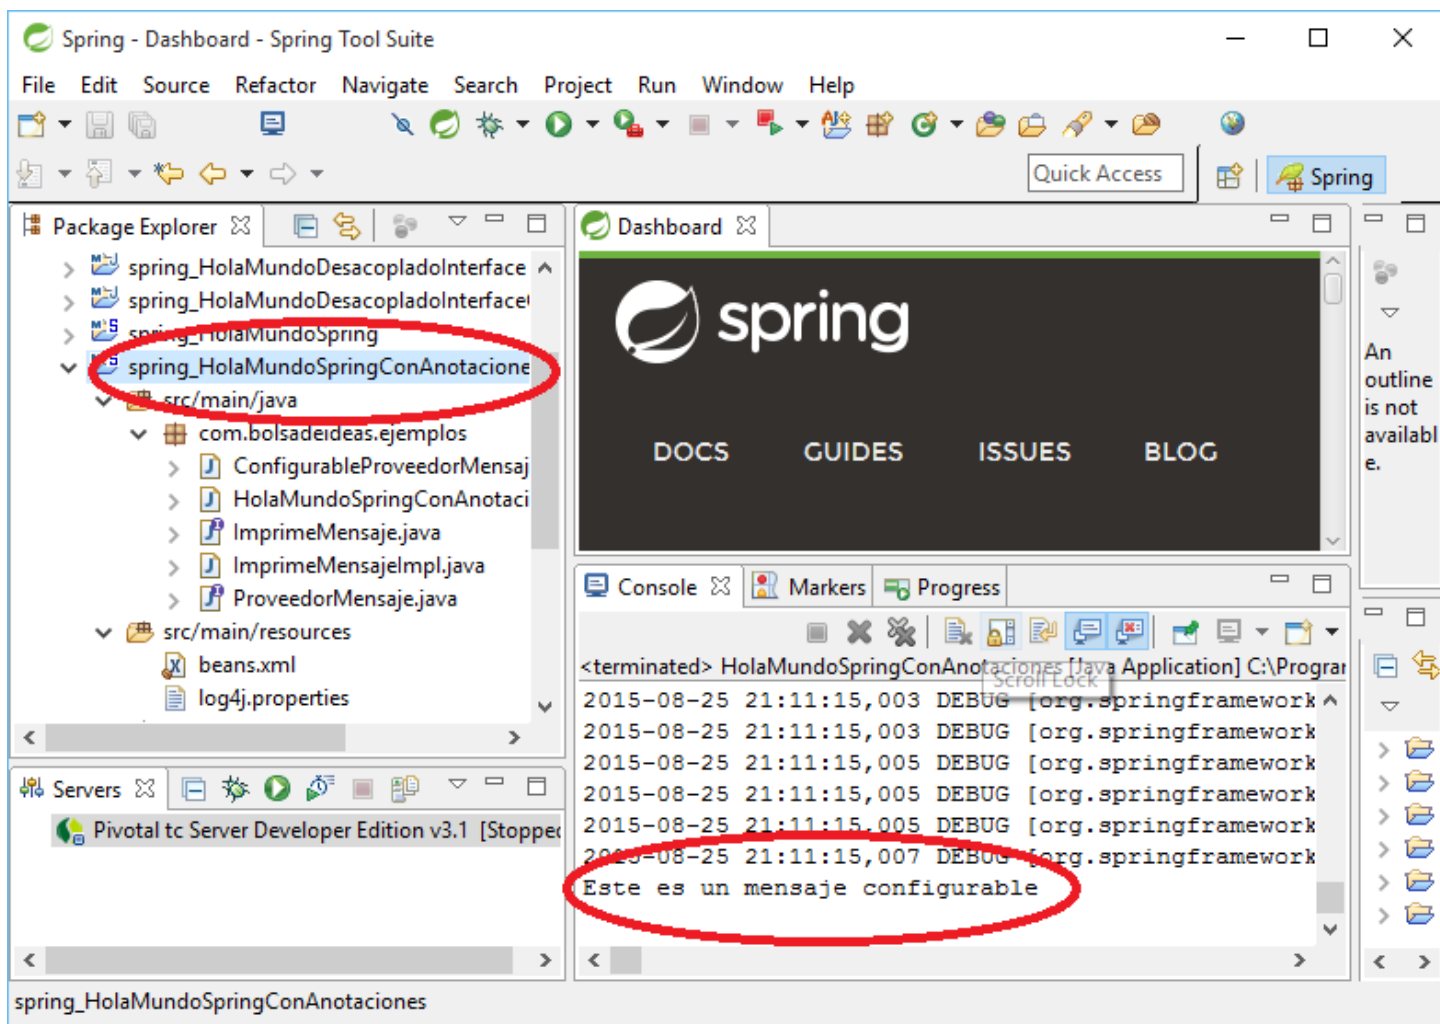 Spring - Dashboard - Spring Tool Suite
File Edit Source Refactor Navigate Search Project Run Window Help
Quick Access
Spring
Package Explorer
spring_HolaMundoDesacopladoInterface
spring_HolaMundoDesacopladoInterface
spring_HolaMundoSpring
spring_HolaMundoSpringConAnotacione
src/main/java
com.bolsadeideas.ejemplos
ConfigurableProveedorMensaj
HolaMundoSpringConAnotaci
ImprimeMensaje.java
ImprimeMensajeImpl.java
ProveedorMensaje.java
src/main/resources
beans.xml
log4j.properties
Servers
Pivotal tc Server Developer Edition v3.1 [Stopped
Dashboard
spring
DOCS GUIDES ISSUES BLOG
An
outline
is not
availabl
e.
Console Markers Progress
<terminated> HolaMundoSpringConAnotaciones [Java Application] C:\Program
Scroll Lock
2015-08-25 21:11:15,003 DEBUG [org.springframework
2015-08-25 21:11:15,003 DEBUG [org.springframework
2015-08-25 21:11:15,005 DEBUG [org.springframework
2015-08-25 21:11:15,005 DEBUG [org.springframework
2015-08-25 21:11:15,005 DEBUG [org.springframework
2015-08-25 21:11:15,007 DEBUG [org.springframework
Este es un mensaje configurable
spring_HolaMundoSpringConAnotaciones